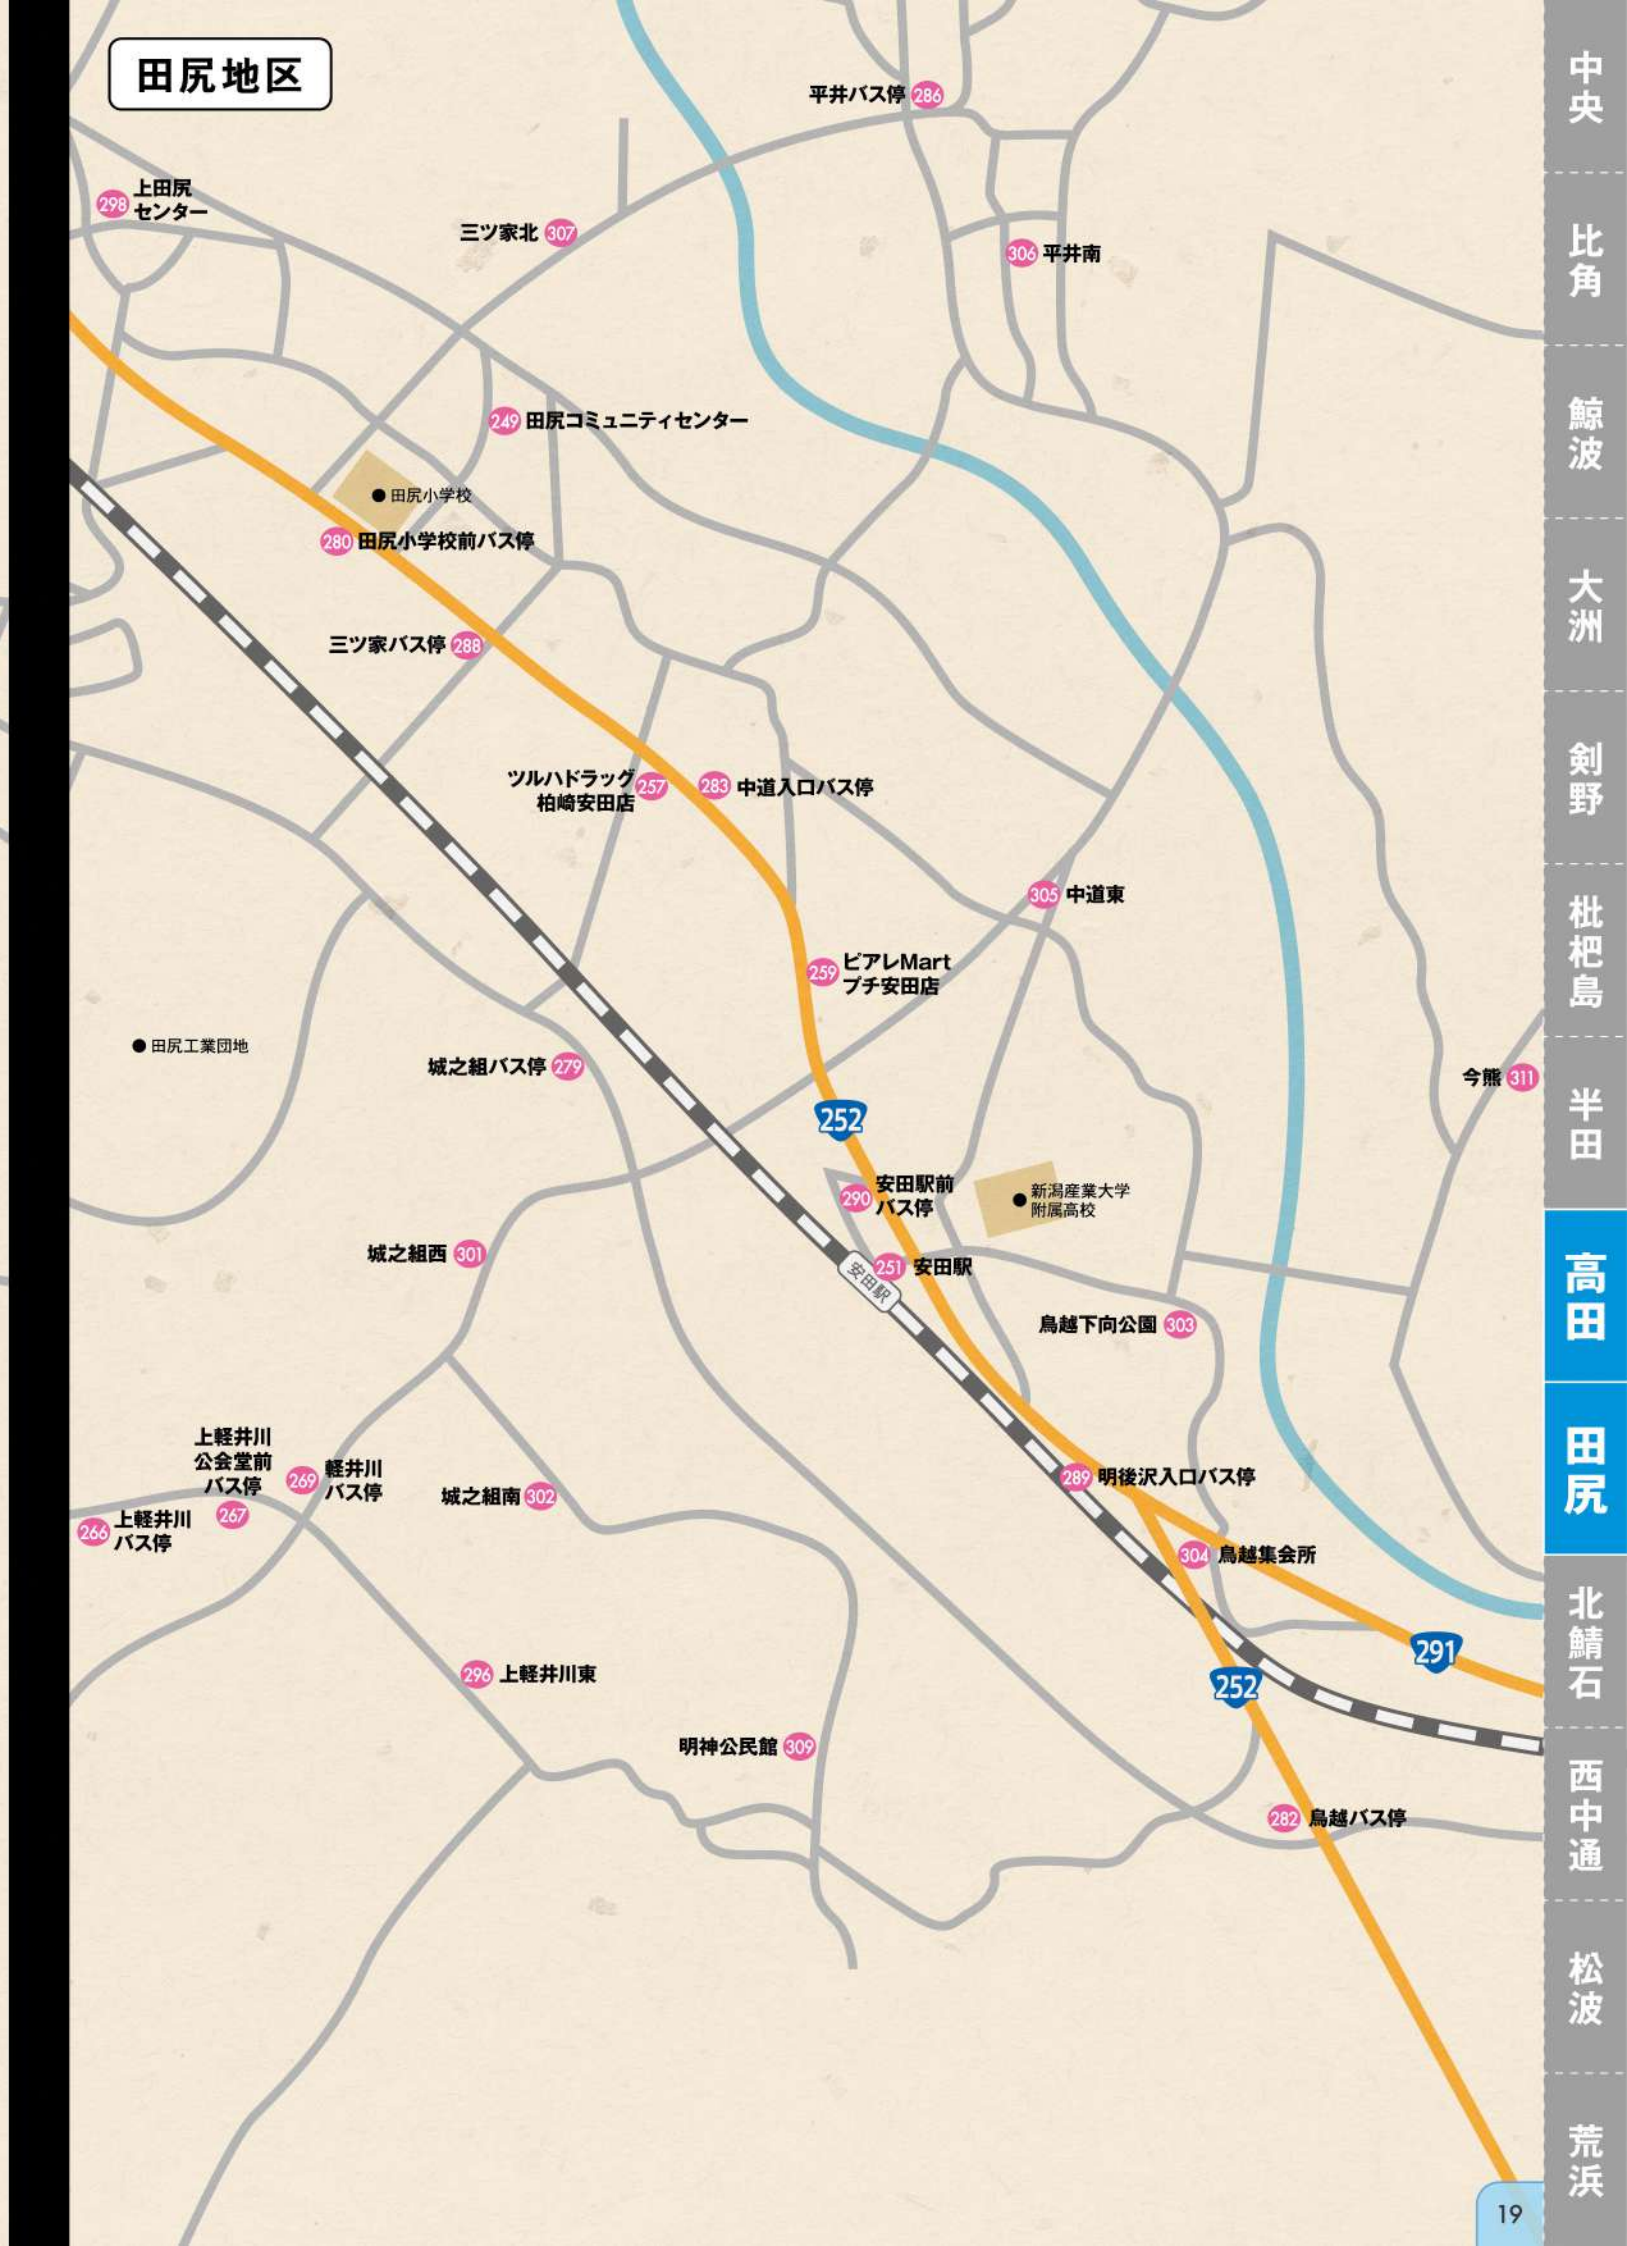 田尻地区
平井バス停 286
298 上田尻
センター
三ツ家北 307
306 平井南
249 田尻コミュニティセンター
田尻小学校
280 田尻小学校前バス停
三ツ家バス停 288
ツルハドラッグ
柏崎安田店
257
283 中道入口バス停
305 中道東
259 ピアレMart
プチ安田店
田尻工業団地
城之組バス停 279
今熊 311
252
290 安田駅前
バス停
新潟産業大学
附属高校
城之組西 301
251 安田駅
安田駅
鳥越下向公園 303
上軽井川
公会堂前
バス停
267
269 軽井川
バス停
266 上軽井川
バス停
城之組南 302
289 明後沢入口バス停
304 鳥越集会所
291
252
296 上軽井川東
明神公民館 309
282 鳥越バス停
中央
比角
鯨波
大洲
剣野
枇杷島
半田
高田
田尻
北鯖石
西中通
松波
荒浜
19